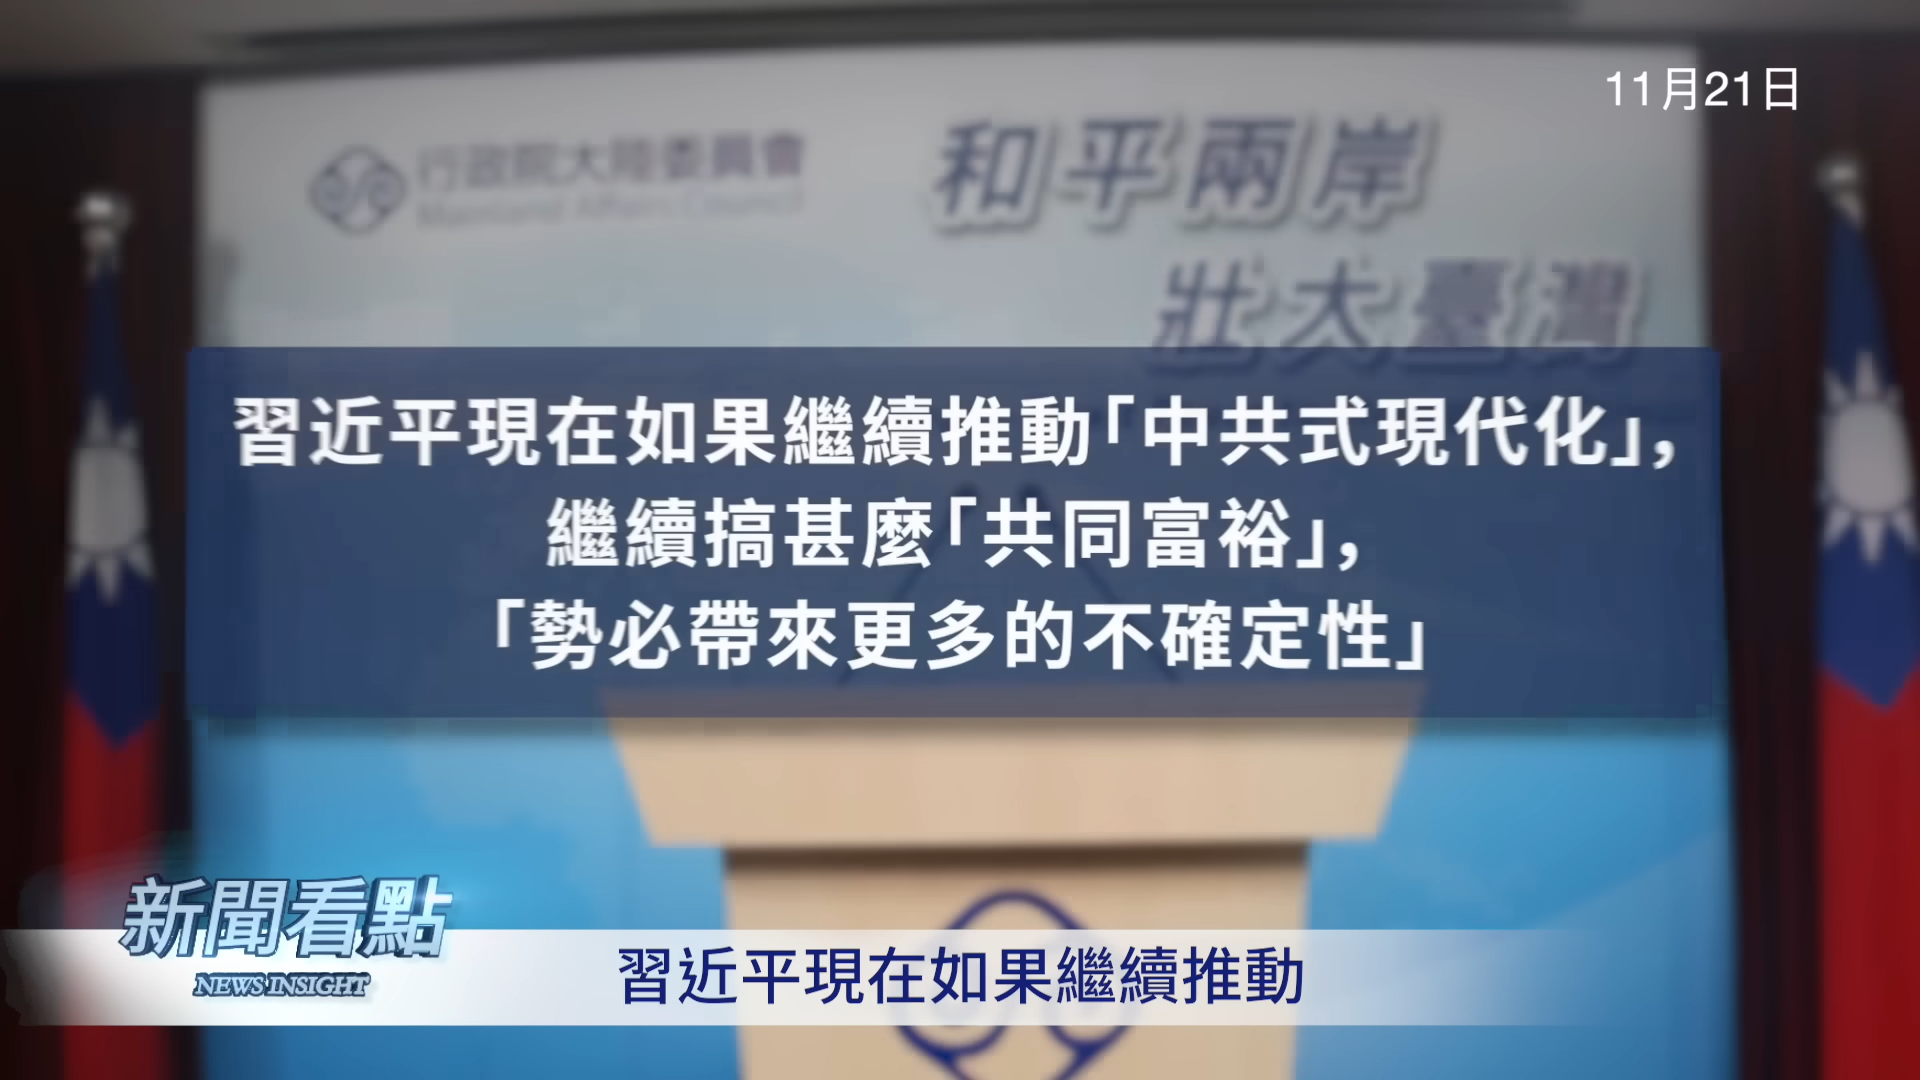 11月21日
行政院大陸委員會
Mainland Affairs Council
和平兩岸
壯大臺灣
習近平現在如果繼續推動「中共式現代化」，
繼續搞甚麼「共同富裕」，
「勢必帶來更多的不確定性」
新聞看點
NEWS INSIGHT
習近平現在如果繼續推動